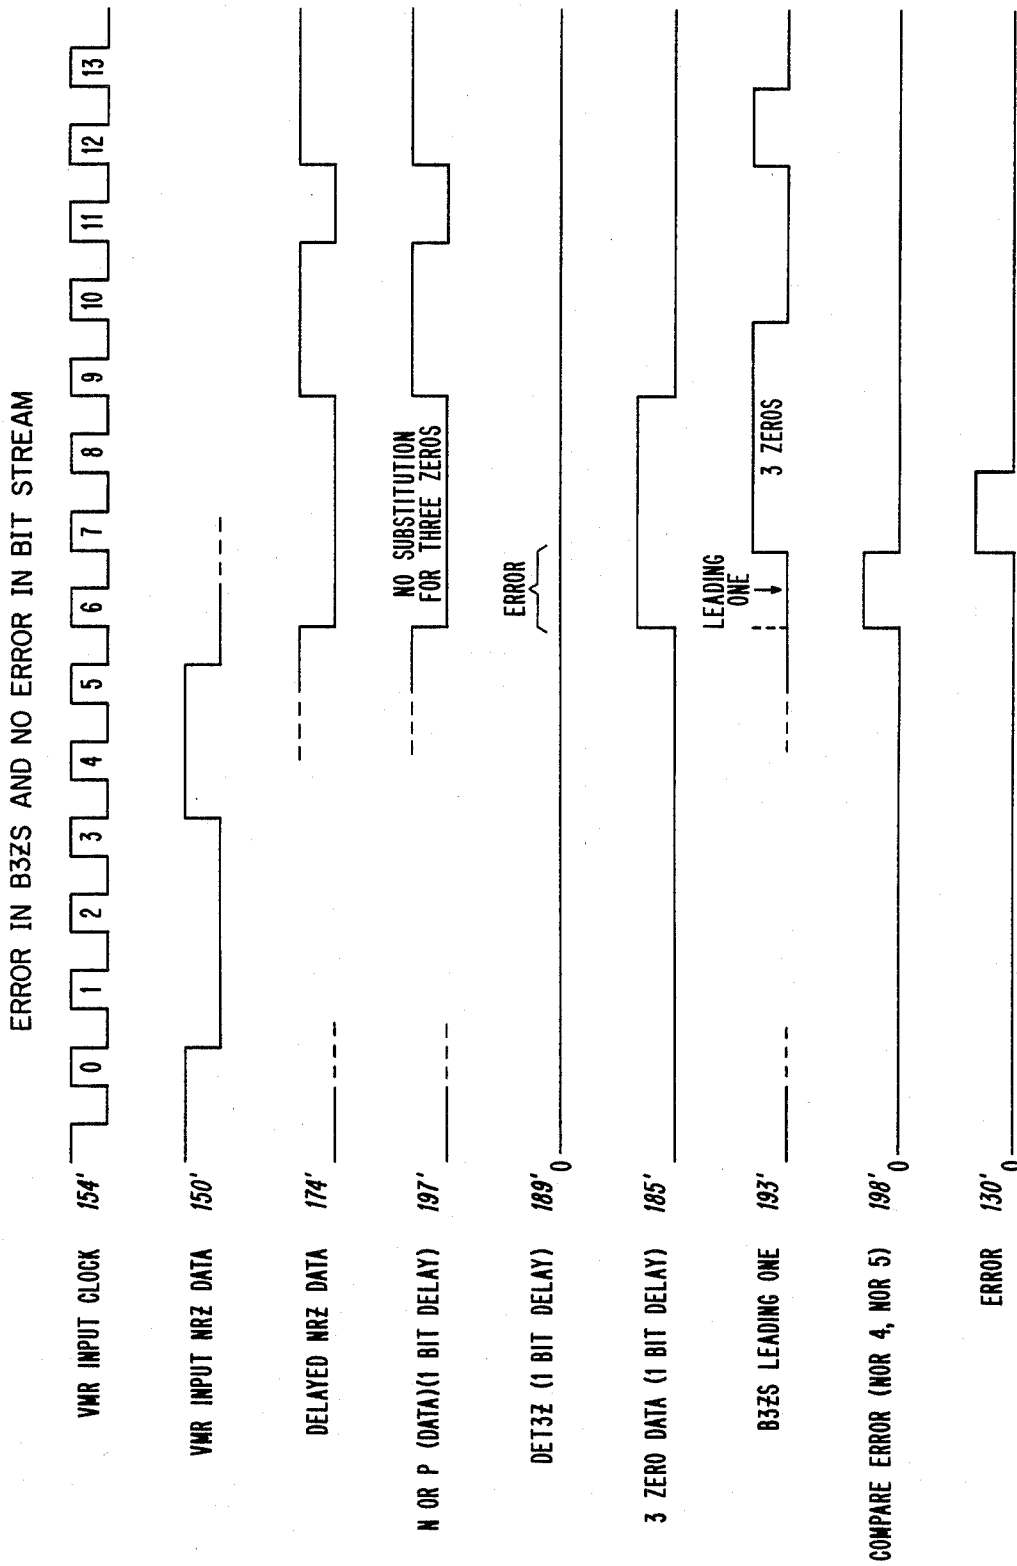 ERROR IN B3ZS AND NO ERROR IN BIT STREAM
VMR INPUT CLOCK 154' 0 1 2 3 4 5 6 7 8 9 10 11 12 13
VMR INPUT NRZ DATA 150'
DELAYED NRZ DATA 174'
N OR P (DATA)(1 BIT DELAY) 197'
NO SUBSTITUTION
FOR THREE ZEROS
DET3Z (1 BIT DELAY) 189' 0
ERROR
3 ZERO DATA (1 BIT DELAY) 185'
B3ZS LEADING ONE 193'
LEADING
ONE
3 ZEROS
COMPARE ERROR (NOR 4, NOR 5) 198' 0
ERROR 130' 0